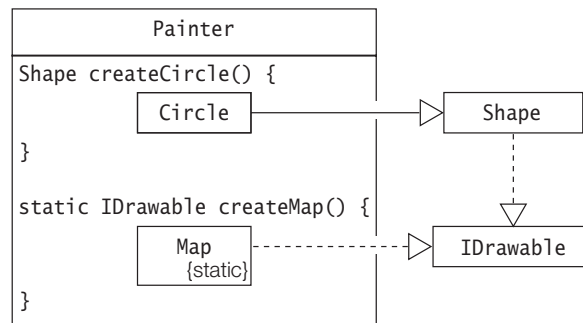 Painter
Shape createCircle() {
Circle
Shape
}
static IDrawable createMap() {
Map
{static}
IDrawable
}